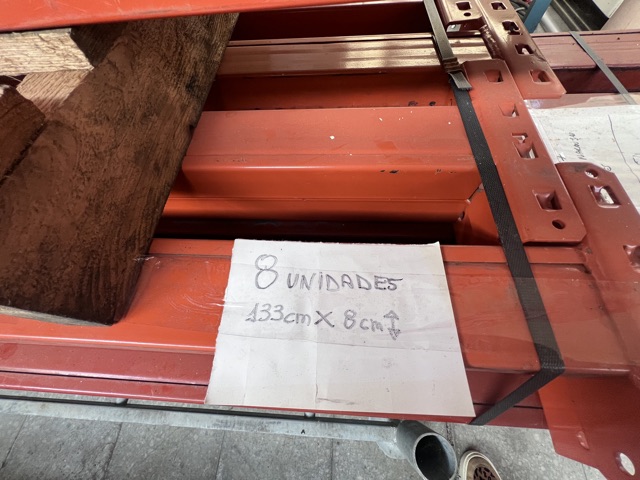 8 UNIDADES
133cm X 8cm ↕